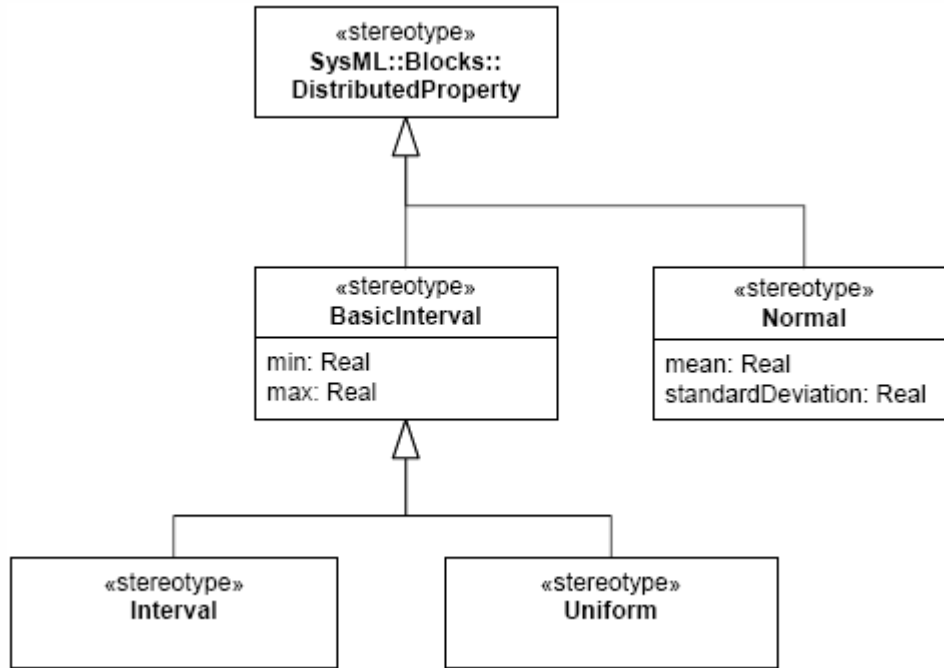 «stereotype»
SysML::Blocks::
DistributedProperty
«stereotype»
BasicInterval
min: Real
max: Real
«stereotype»
Normal
mean: Real
standardDeviation: Real
«stereotype»
Interval
«stereotype»
Uniform